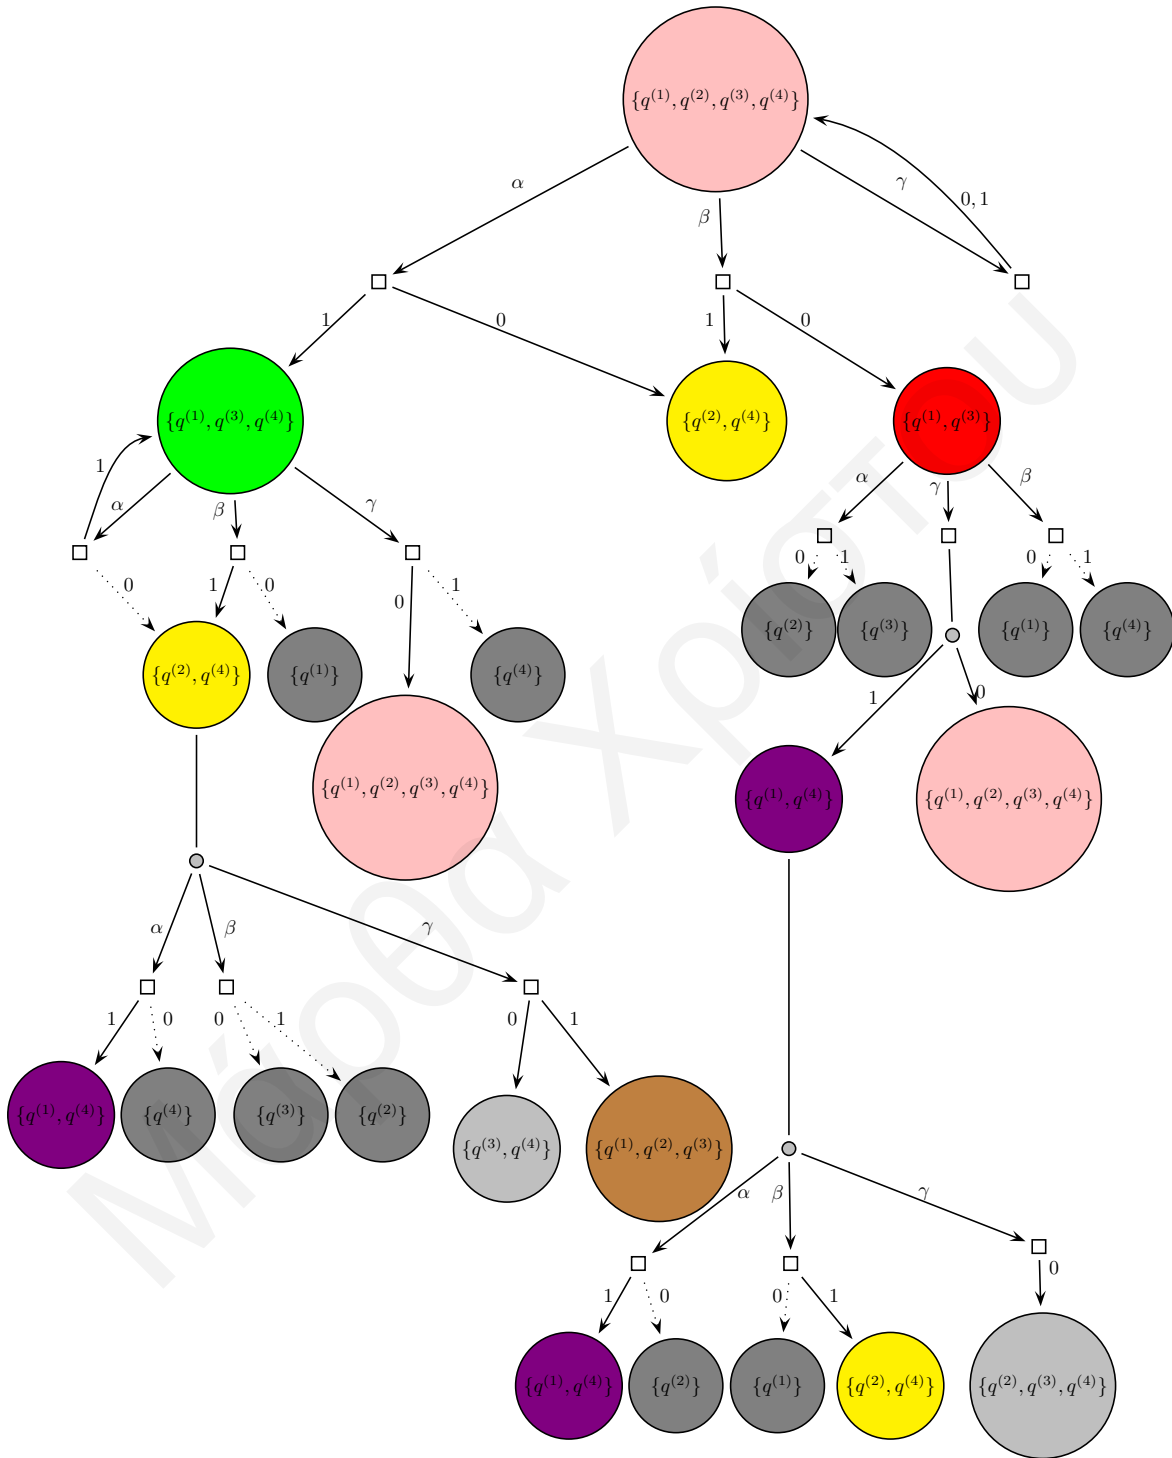 {q^(1), q^(2), q^(3), q^(4)}
α
β
γ
0, 1
1
0
1
0
{q^(1), q^(3), q^(4)}
{q^(2), q^(4)}
{q^(1), q^(3)}
1
α
β
γ
α
γ
β
0
1
0
0
1
0
1
0
1
{q^(2), q^(4)}
{q^(1)}
{q^(4)}
{q^(2)}
{q^(3)}
{q^(1)}
{q^(4)}
1
0
{q^(1), q^(2), q^(3), q^(4)}
{q^(1), q^(4)}
{q^(1), q^(2), q^(3), q^(4)}
α
β
γ
1
0
0
1
0
1
{q^(1), q^(4)}
{q^(4)}
{q^(3)}
{q^(2)}
{q^(3), q^(4)}
{q^(1), q^(2), q^(3)}
α
β
γ
1
0
0
1
0
{q^(1), q^(4)}
{q^(2)}
{q^(1)}
{q^(2), q^(4)}
{q^(2), q^(3), q^(4)}
Μάρθα Χρίστου